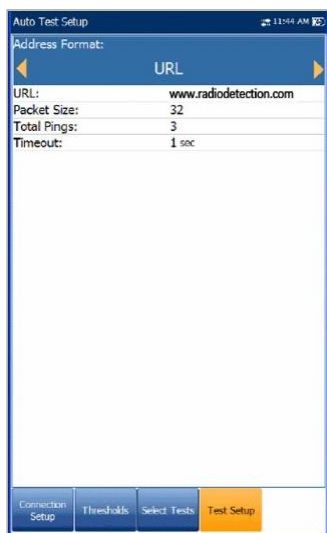 Auto Test Setup 11:44 AM
Address Format:
URL
URL: www.radiodetection.com
Packet Size: 32
Total Pings: 3
Timeout: 1 sec
Connection Setup
Thresholds
Select Tests
Test Setup